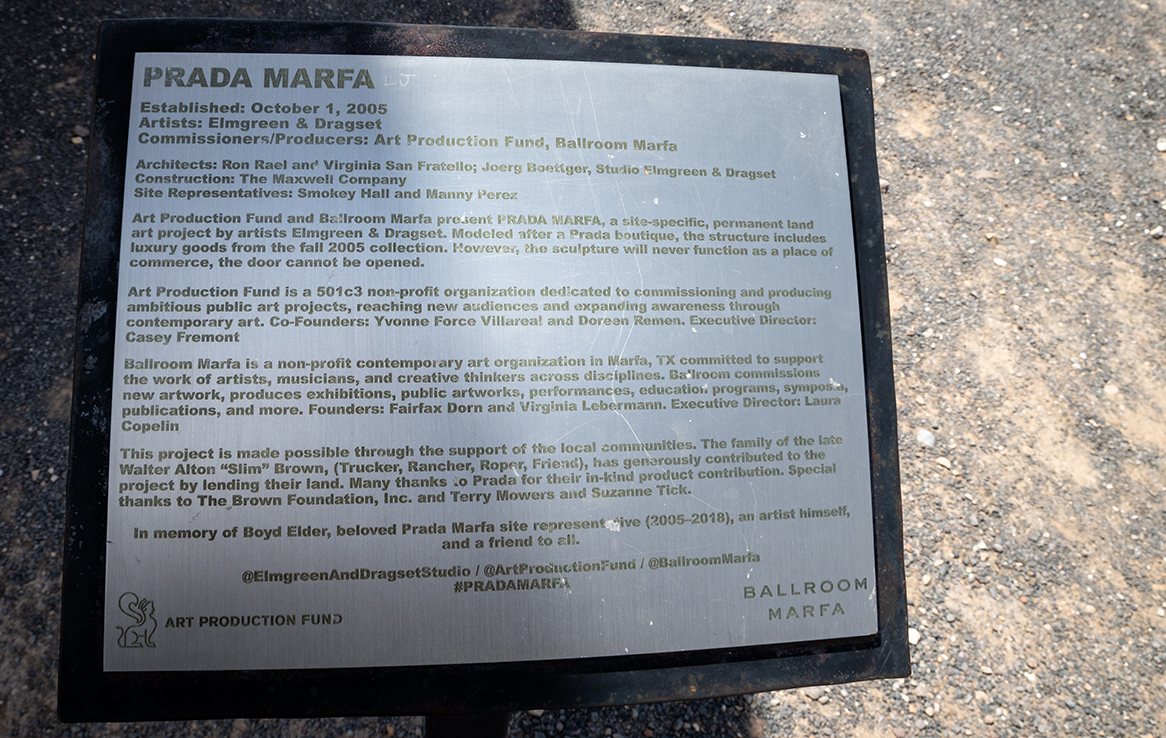 PRADA MARFA LJ
Established: October 1, 2005
Artists: Elmgreen & Dragset
Commissioners/Producers: Art Production Fund, Ballroom Marfa
Architects: Ron Rael and Virginia San Fratello; Joerg Boettger, Studio Elmgreen & Dragset
Construction: The Maxwell Company
Site Representatives: Smokey Hall and Manny Perez
Art Production Fund and Ballroom Marfa present PRADA MARFA, a site-specific, permanent land
art project by artists Elmgreen & Dragset. Modeled after a Prada boutique, the structure includes
luxury goods from the fall 2005 collection. However, the sculpture will never function as a place of
commerce, the door cannot be opened.
Art Production Fund is a 501c3 non-profit organization dedicated to commissioning and producing
ambitious public art projects, reaching new audiences and expanding awareness through
contemporary art. Co-Founders: Yvonne Force Villareal and Doreen Remen. Executive Director:
Casey Fremont
Ballroom Marfa is a non-profit contemporary art organization in Marfa, TX committed to support
the work of artists, musicians, and creative thinkers across disciplines. Ballroom commissions
new artwork, produces exhibitions, public artworks, performances, education programs, symposia,
publications, and more. Founders: Fairfax Dorn and Virginia Lebermann. Executive Director: Laura
Copelin
This project is made possible through the support of the local communities. The family of the late
Walter Alton “Slim” Brown, (Trucker, Rancher, Roper, Friend), has generously contributed to the
project by lending their land. Many thanks to Prada for their in-kind product contribution. Special
thanks to The Brown Foundation, Inc. and Terry Mowers and Suzanne Tick.
In memory of Boyd Elder, beloved Prada Marfa site representative (2005–2018), an artist himself,
and a friend to all.
@ElmgreenAndDragsetStudio / @ArtProductionFund / @BallroomMarfa
#PRADAMARFA
ART PRODUCTION FUND
BALLROOM
MARFA